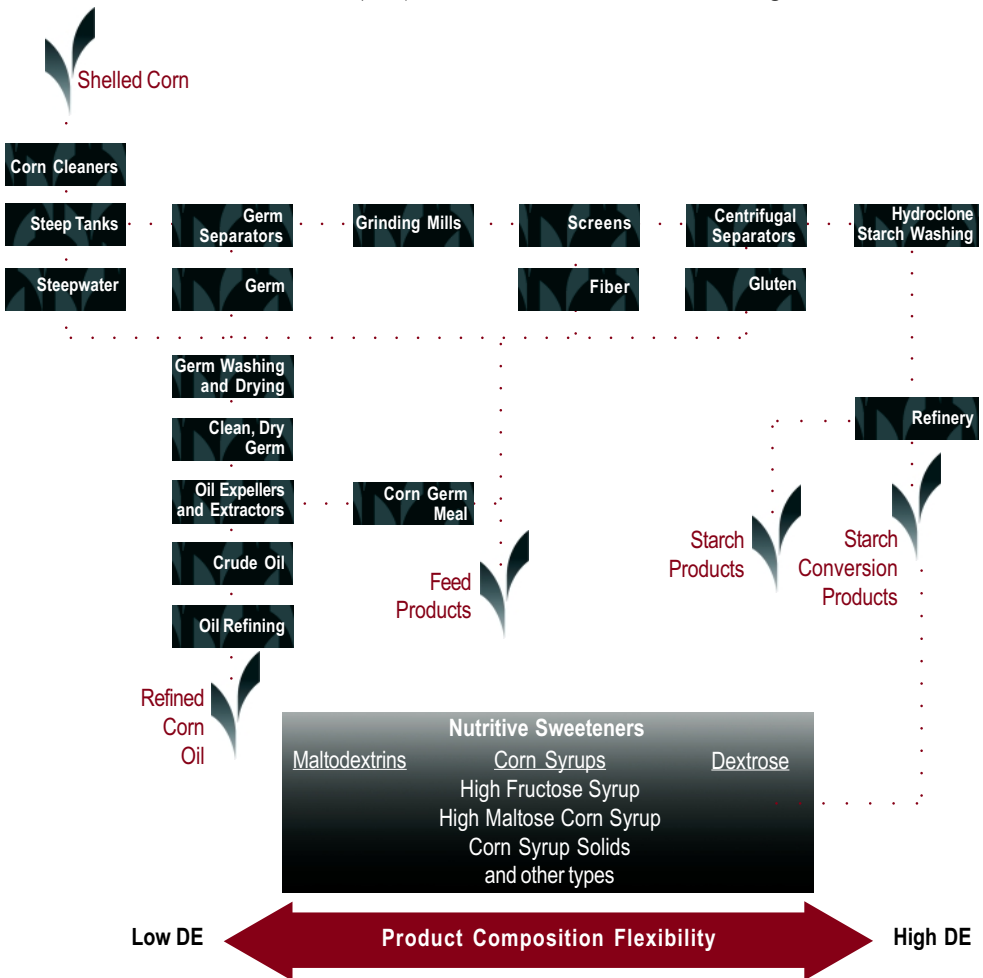 Shelled Corn
Corn Cleaners
Steep Tanks
Germ
Separators
Grinding Mills
Screens
Centrifugal
Separators
Hydroclone
Starch Washing
Steepwater
Germ
Fiber
Gluten
Germ Washing
and Drying
Clean, Dry
Germ
Refinery
Oil Expellers
and Extractors
Corn Germ
Meal
Crude Oil
Oil Refining
Feed
Products
Starch
Products
Starch
Conversion
Products
Refined
Corn
Oil
Nutritive Sweeteners
Maltodextrins
Corn Syrups
Dextrose
High Fructose Syrup
High Maltose Corn Syrup
Corn Syrup Solids
and other types
Low DE
Product Composition Flexibility
High DE